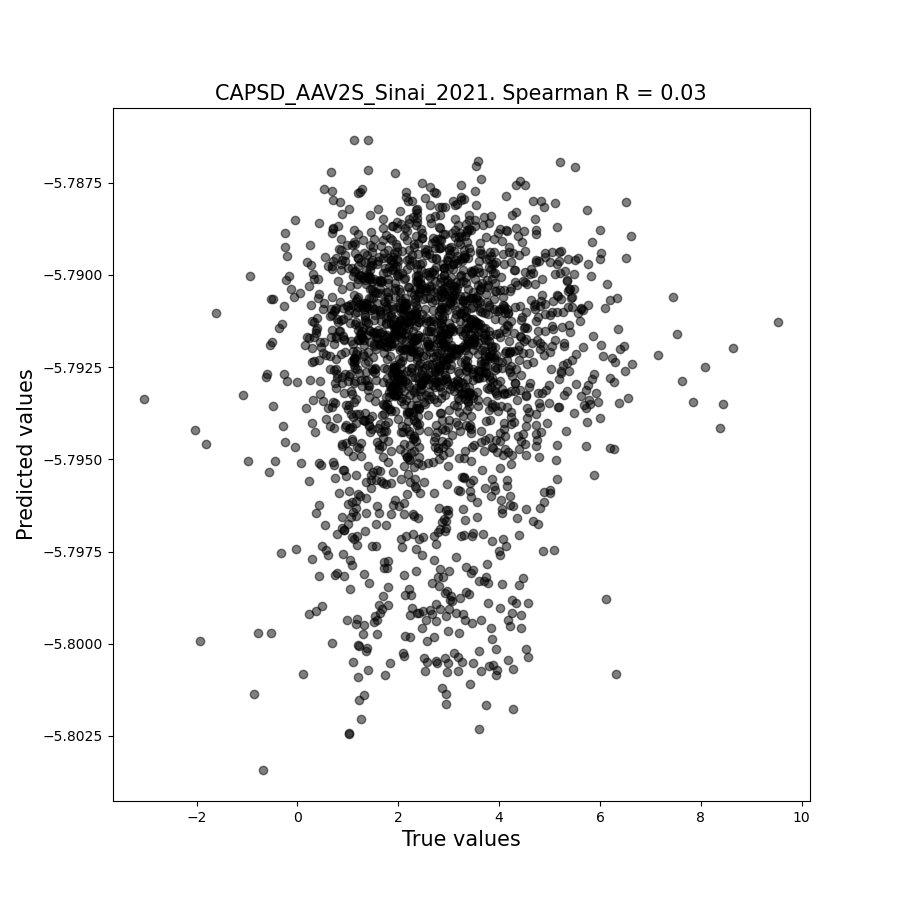 CAPSD_AAV2S_Sinai_2021. Spearman R = 0.03
Predicted values
−5.7875
−5.7900
−5.7925
−5.7950
−5.7975
−5.8000
−5.8025
−2 0 2 4 6 8 10
True values